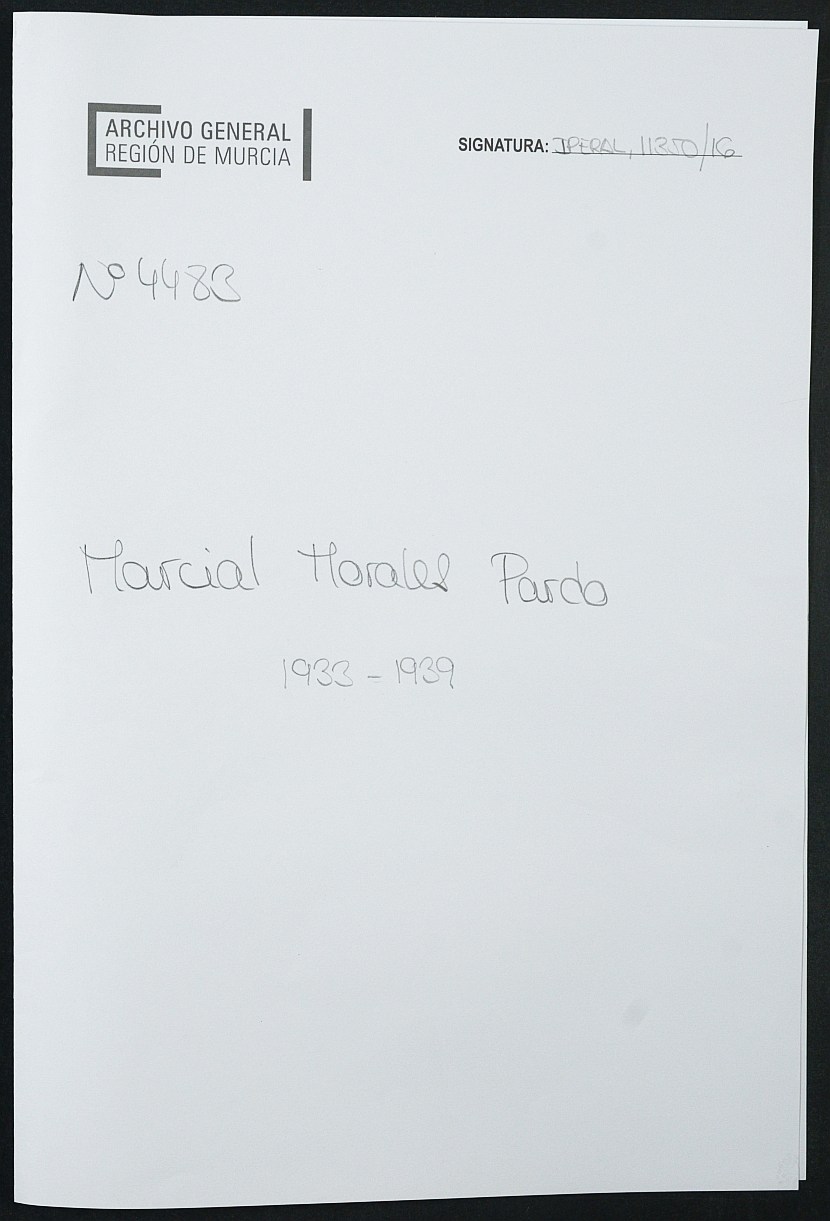 ARCHIVO GENERAL
REGIÓN DE MURCIA
SIGNATURA: JPERAL, 11350/16
Nº 4483
Marcial Morales Pardo
1933 - 1939